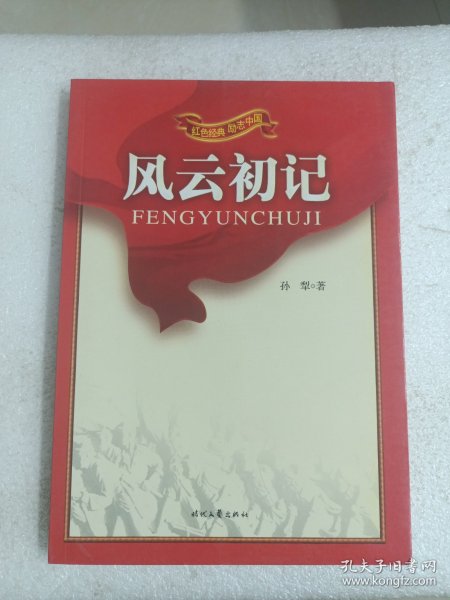 红色经典 励志中国
风云初记
FENGYUNCHUJI
孙 犁◎著
时代文艺出版社
孔夫子旧书网
www.kongfz.com